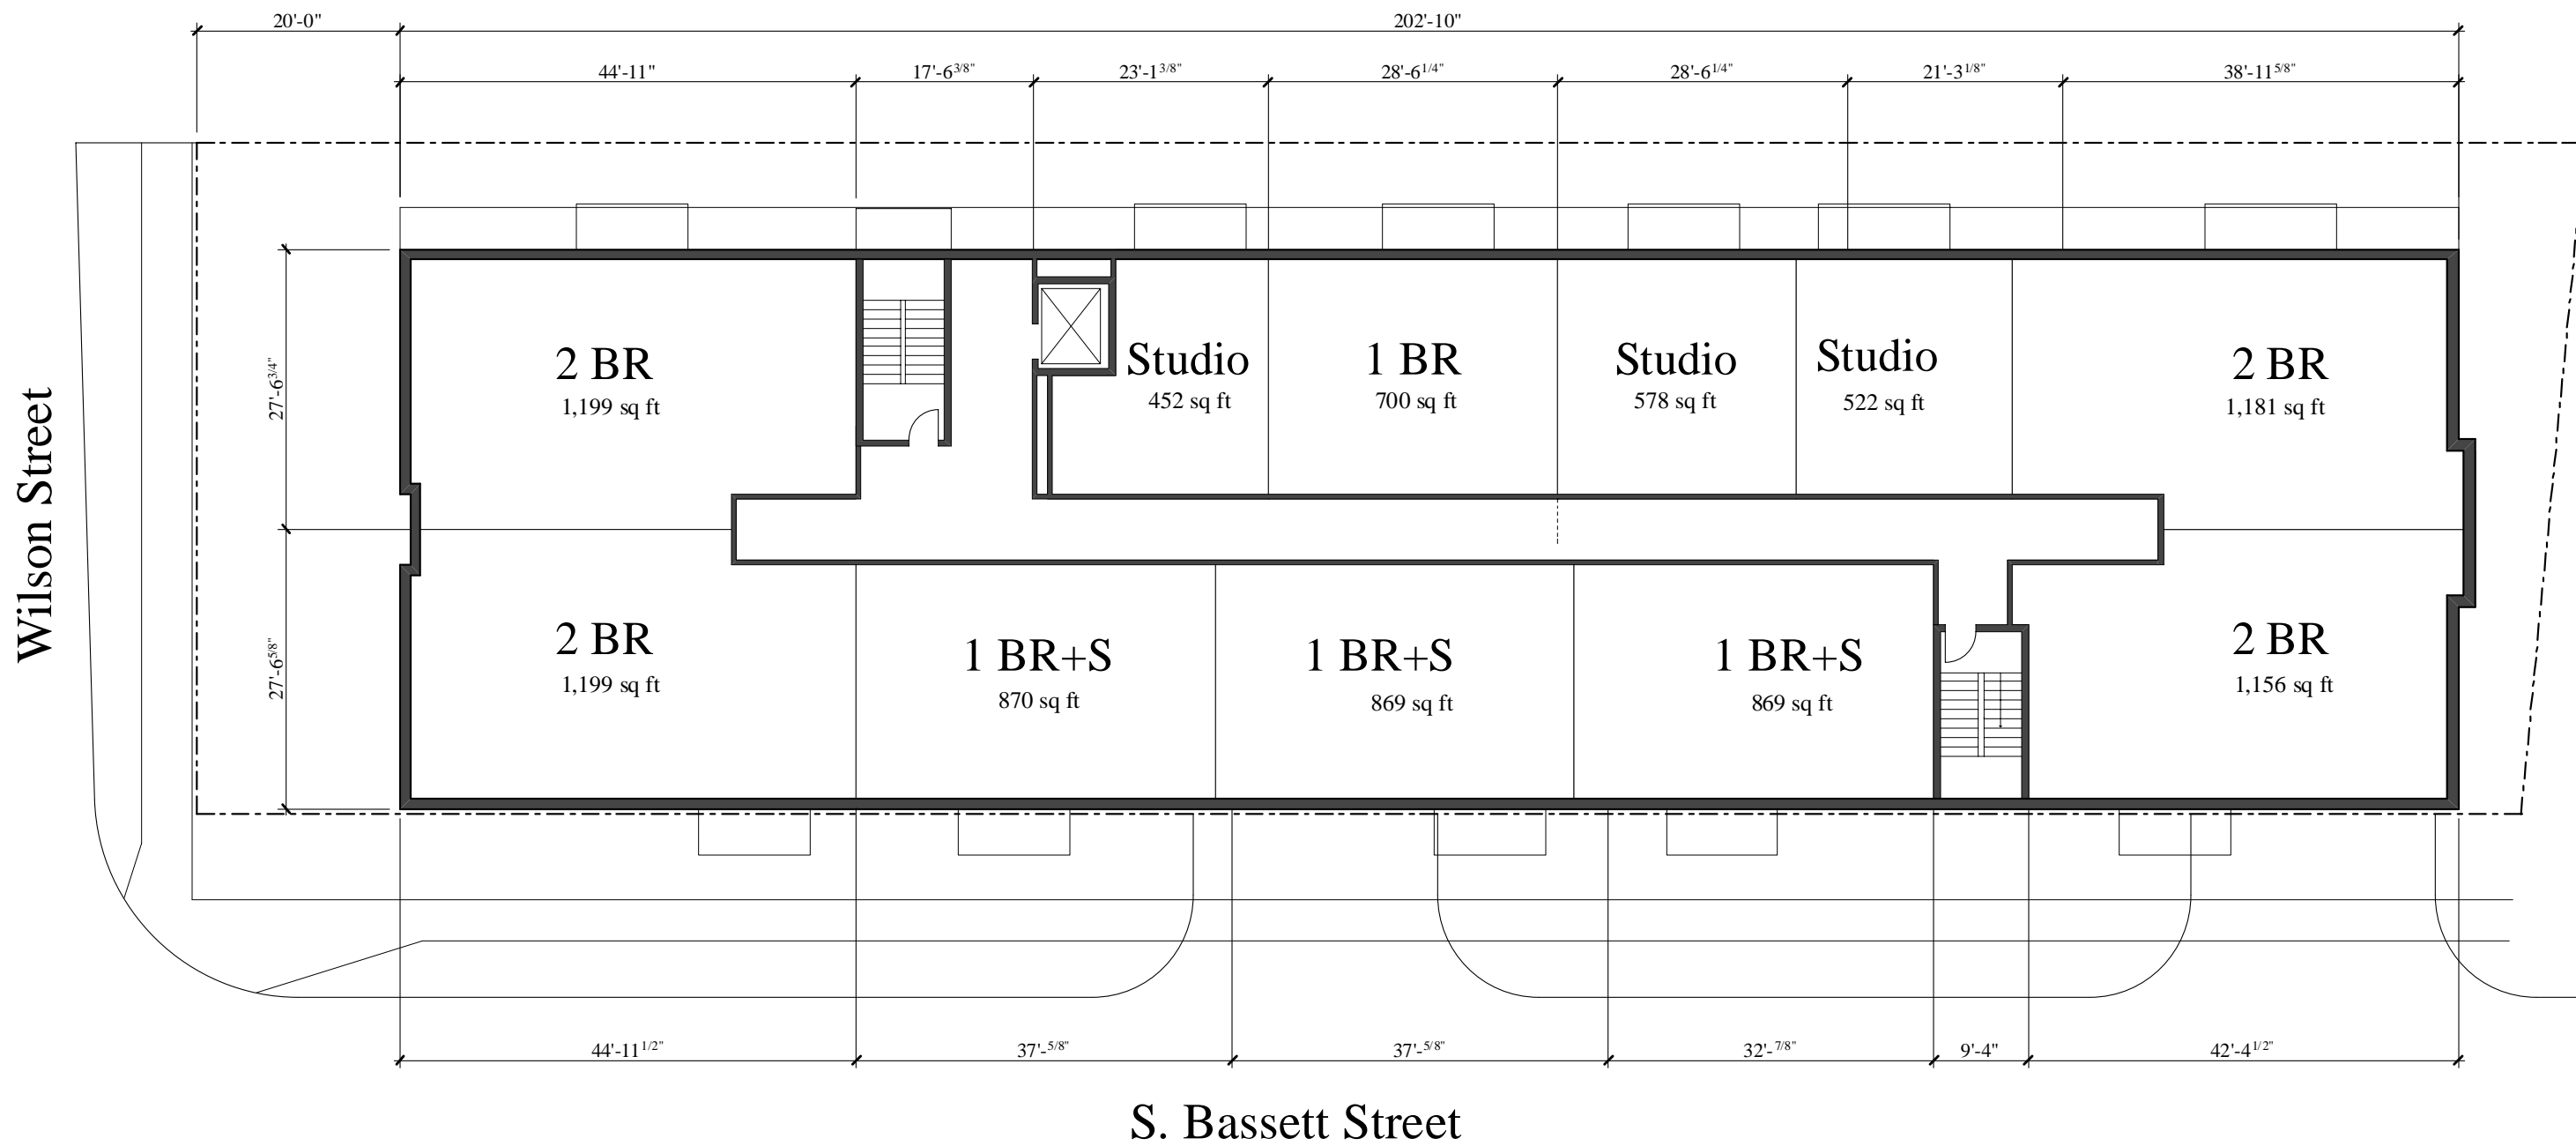 20'-0" 202'-10"
44'-11" 17'-6 3/8" 23'-1 3/8" 28'-6 1/4" 28'-6 1/4" 21'-3 1/8" 38'-11 5/8"
Wilson Street
27'-6 3/4"
27'-6 5/8"
2 BR
1,199 sq ft
Studio
452 sq ft
1 BR
700 sq ft
Studio
578 sq ft
Studio
522 sq ft
2 BR
1,181 sq ft
2 BR
1,199 sq ft
1 BR+S
870 sq ft
1 BR+S
869 sq ft
1 BR+S
869 sq ft
2 BR
1,156 sq ft
44'-11 1/2" 37'- 5/8" 37'- 5/8" 32'- 7/8" 9'-4" 42'-4 1/2"
S. Bassett Street